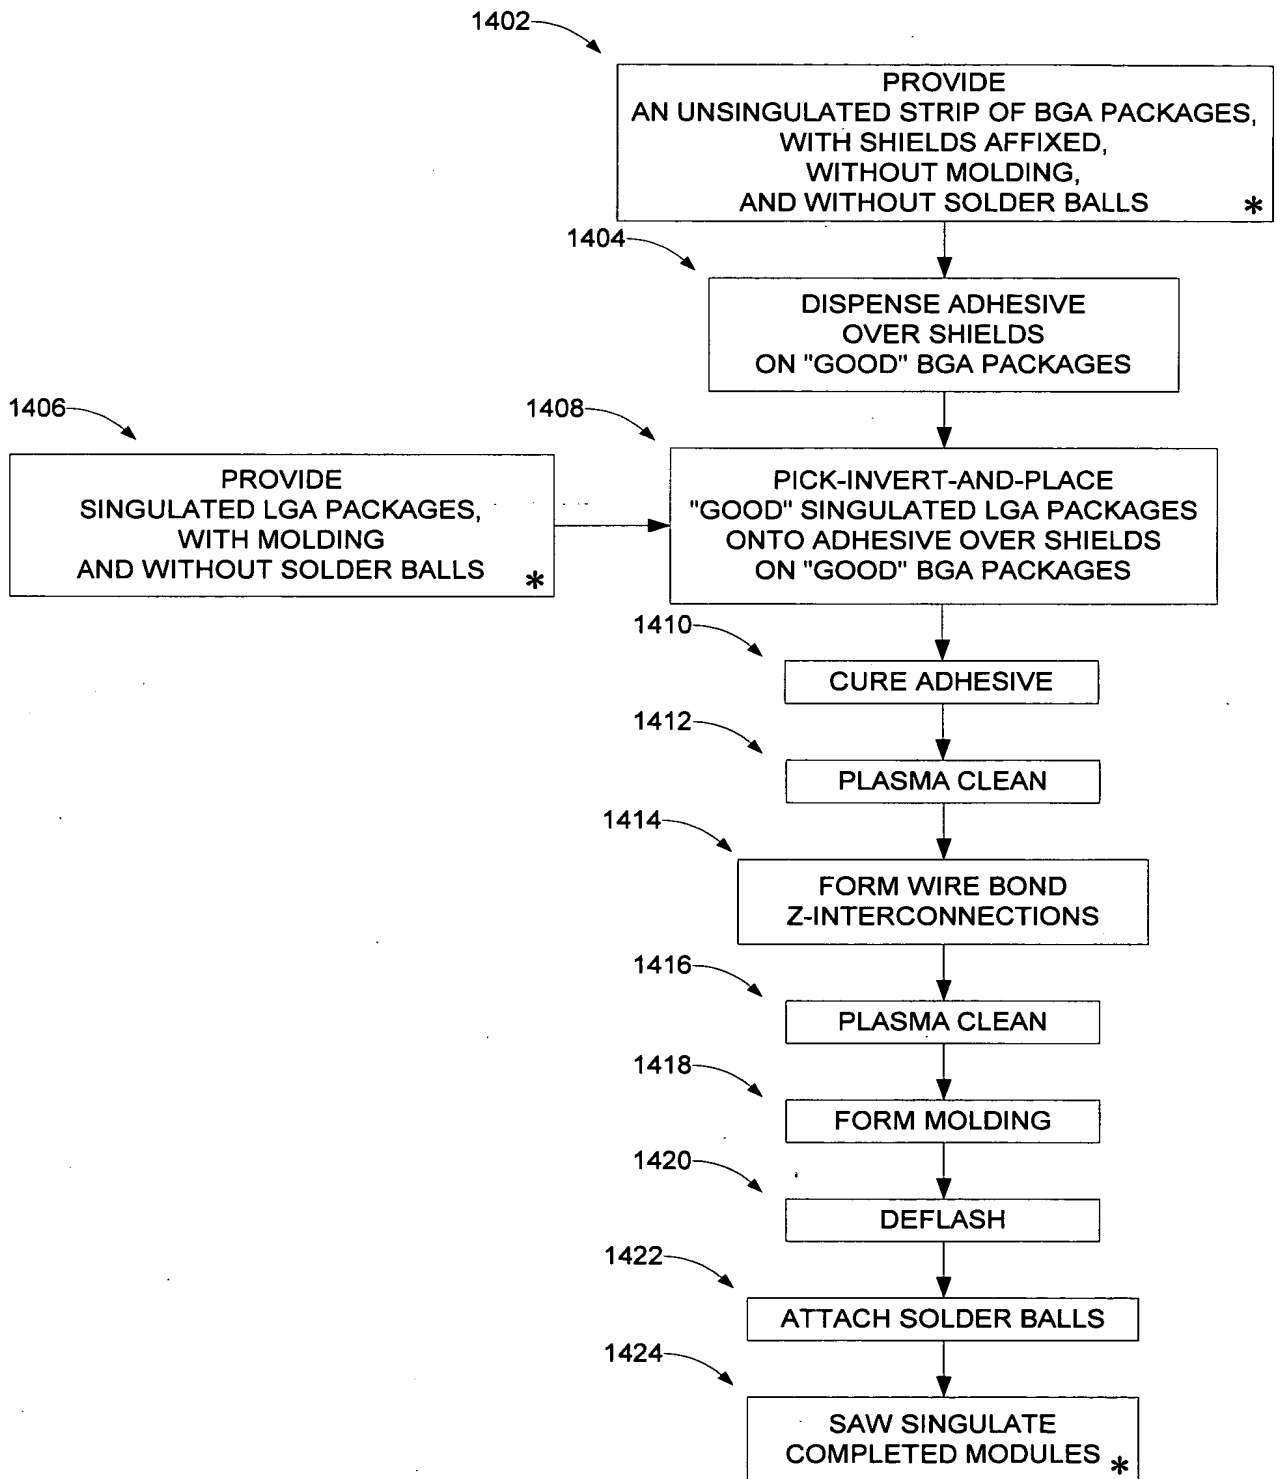 1402
PROVIDE
AN UNSINGULATED STRIP OF BGA PACKAGES,
WITH SHIELDS AFFIXED,
WITHOUT MOLDING,
AND WITHOUT SOLDER BALLS *
1404
DISPENSE ADHESIVE
OVER SHIELDS
ON "GOOD" BGA PACKAGES
1406
PROVIDE
SINGULATED LGA PACKAGES,
WITH MOLDING
AND WITHOUT SOLDER BALLS *
1408
PICK-INVERT-AND-PLACE
"GOOD" SINGULATED LGA PACKAGES
ONTO ADHESIVE OVER SHIELDS
ON "GOOD" BGA PACKAGES
1410
CURE ADHESIVE
1412
PLASMA CLEAN
1414
FORM WIRE BOND
Z-INTERCONNECTIONS
1416
PLASMA CLEAN
1418
FORM MOLDING
1420
DEFLASH
1422
ATTACH SOLDER BALLS
1424
SAW SINGULATE
COMPLETED MODULES *